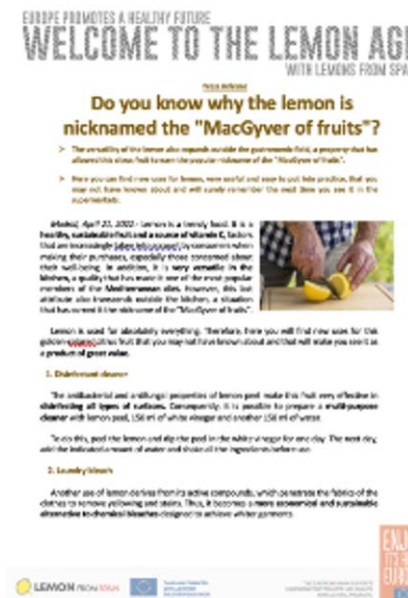 EUROPE PROMOTES A HEALTHY FUTURE
WELCOME TO THE LEMON AG
WITH LEMONS FROM SPA
Press Release
Do you know why the lemon is
nicknamed the "MacGyver of fruits"?
The versatility of the lemon also expands outside the gastronomic field, a property that has
allowed this citrus fruit to earn the popular nickname of the "MacGyver of fruits".
Here you can find new uses for lemon, very useful and easy to put into practice, that you
may not have known about and will surely remember the next time you see it in the
supermarket.
Madrid, April 21, 2022.- Lemon is a trendy food. It is a
healthy, sustainable fruit and a source of vitamin C, factors
that are increasingly taken into account by consumers when
making their purchases, especially those concerned about
their well-being. In addition, it is very versatile in the
kitchen, a quality that has made it one of the most popular
members of the Mediterranean diet. However, this last
attribute also transcends outside the kitchen, a situation
that has earned it the nickname of the "MacGyver of fruits".
Lemon is used for absolutely everything. Therefore, here you will find new uses for this
golden-colored citrus fruit that you may not have known about and that will make you see it as
a product of great value.
1. Disinfectant cleaner
The antibacterial and antifungal properties of lemon peel make this fruit very effective in
disinfecting all types of surfaces. Consequently, it is possible to prepare a multi-purpose
cleaner with lemon peel, 150 ml of white vinegar and another 150 ml of water.
To do this, peel the lemon and dip the peel in the white vinegar for one day. The next day,
add the indicated amount of water and shake all the ingredients before use.
2. Laundry bleach
Another use of lemon derives from its active compounds, which penetrate the fabrics of the
clothes to remove yellowing and stains. Thus, it becomes a more economical and sustainable
alternative to chemical bleaches designed to achieve whiter garments.
ENJ
IT'S
EURO
LEMON FROM SPAIN